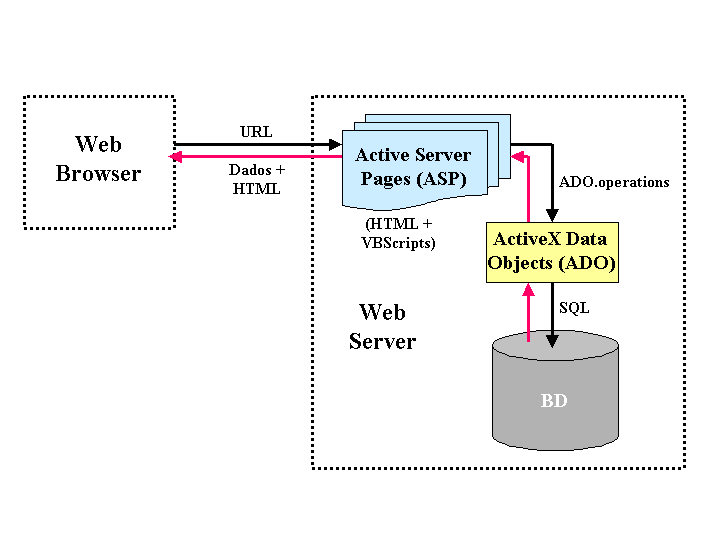 Web
Browser
URL
Dados +
HTML
Active Server
Pages (ASP)
(HTML +
VBScripts)
ADO.operations
ActiveX Data
Objects (ADO)
SQL
Web
Server
BD